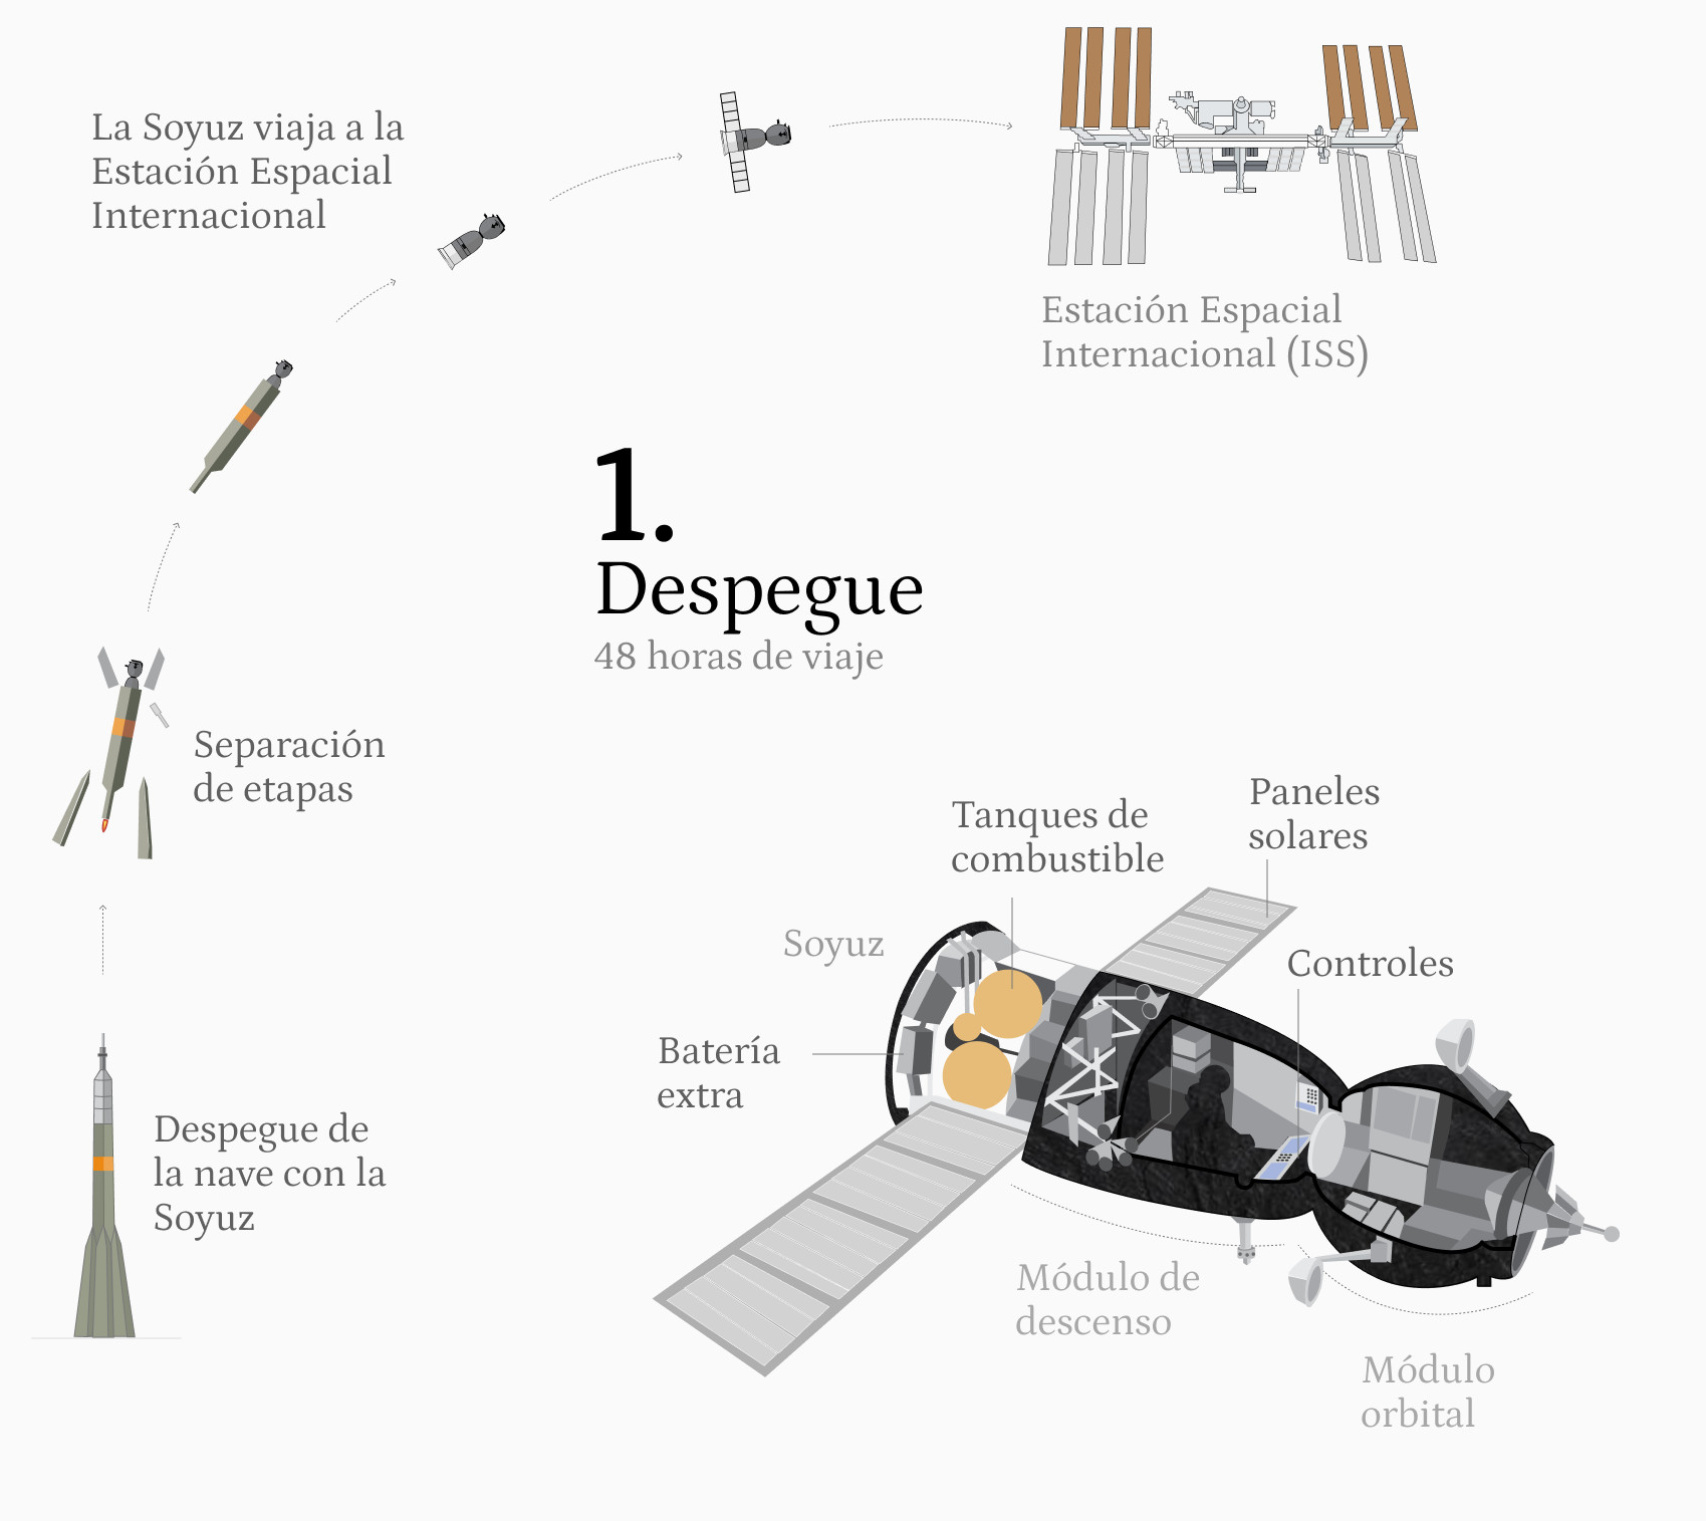 La Soyuz viaja a la
Estación Espacial
Internacional
Estación Espacial
Internacional (ISS)
1.
Despegue
48 horas de viaje
Separación
de etapas
Despegue de
la nave con la
Soyuz
Tanques de
combustible
Paneles
solares
Soyuz
Controles
Batería
extra
Módulo de
descenso
Módulo
orbital